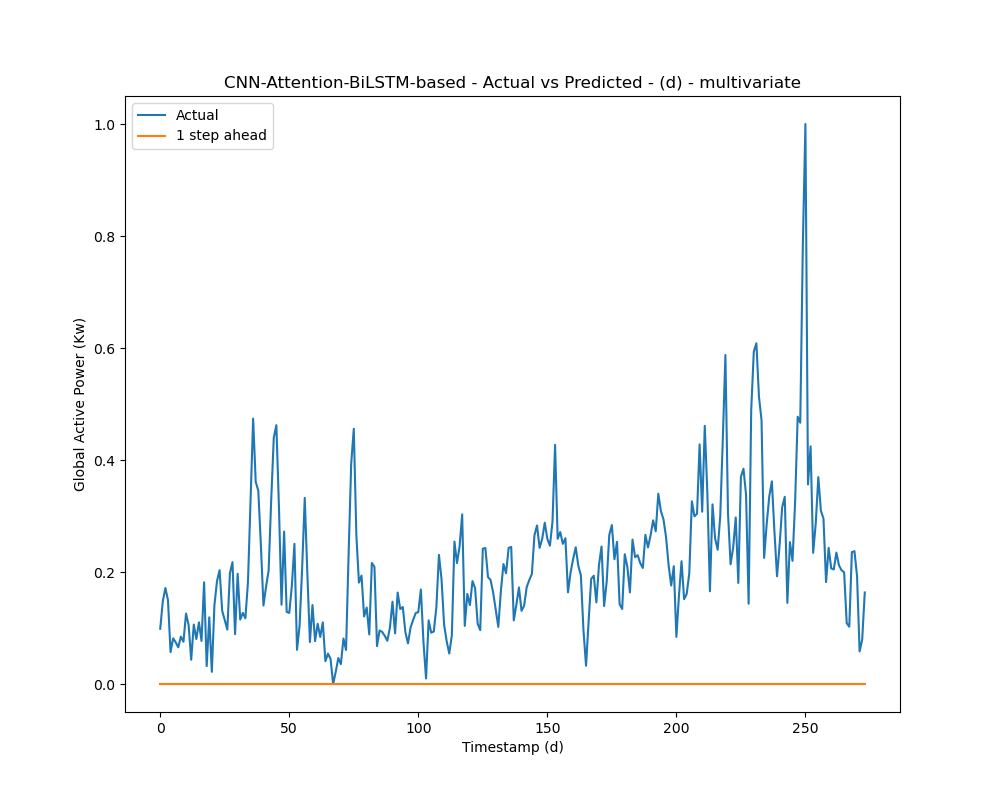 CNN-Attention-BiLSTM-based - Actual vs Predicted - (d) - multivariate
Actual
1 step ahead
1.0
0.8
0.6
0.4
0.2
0.0
Global Active Power (Kw)
0 50 100 150 200 250
Timestamp (d)